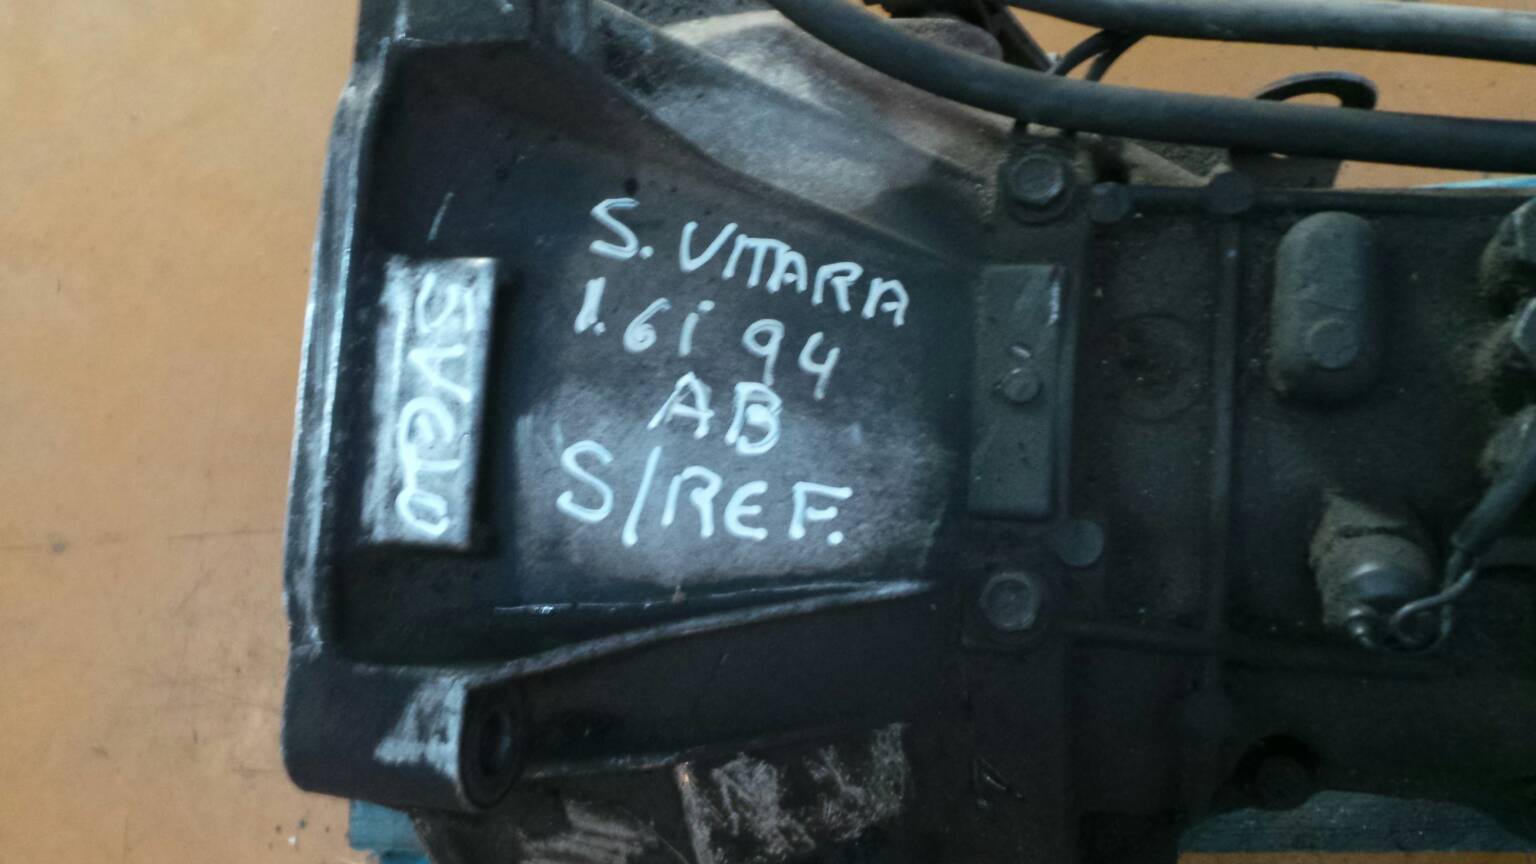 S. VITARA
1.6i 94
AB
S/REF.